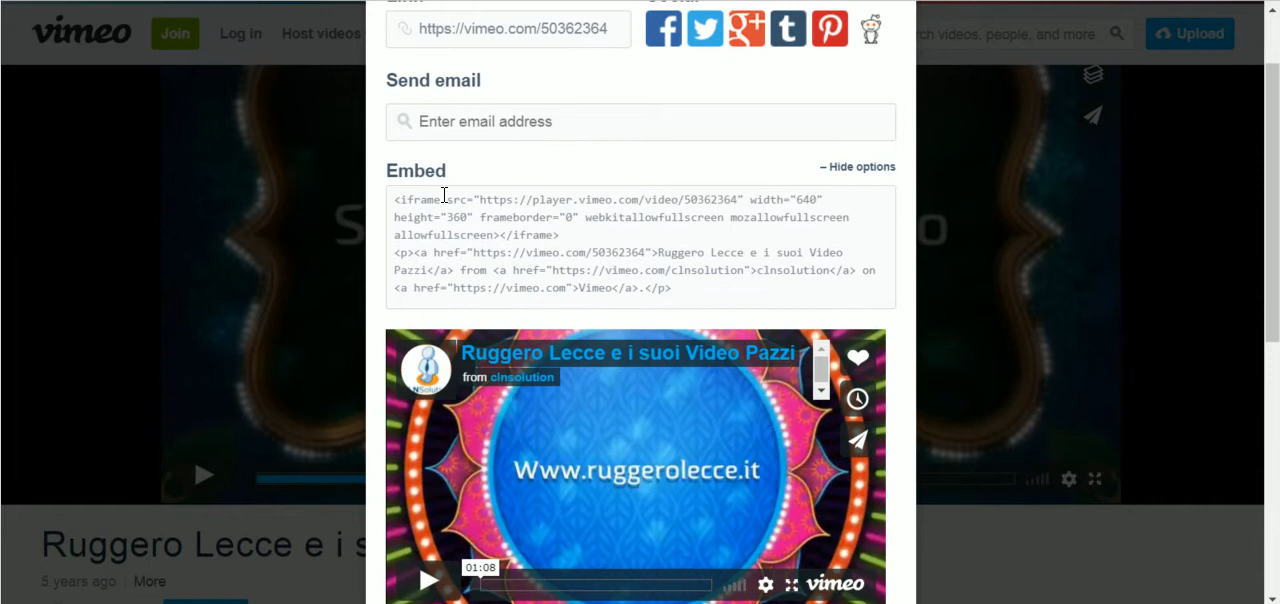 vimeo
Join
Log in
Host videos
https://vimeo.com/50362364
rch videos, people, and more
Upload
Send email
Enter email address
Embed
– Hide options
<iframe src="https://player.vimeo.com/video/50362364" width="640"
height="360" frameborder="0" webkitallowfullscreen mozallowfullscreen
allowfullscreen></iframe>
<p><a href="https://vimeo.com/50362364">Ruggero Lecce e i suoi Video
Pazzi</a> from <a href="https://vimeo.com/clnsolution">clnsolution</a> on
<a href="https://vimeo.com">Vimeo</a>.</p>
Ruggero Lecce e i suoi Video Pazzi
from clnsolution
Www.ruggerolecce.it
01:08
vimeo
Ruggero Lecce e i s
5 years ago
More